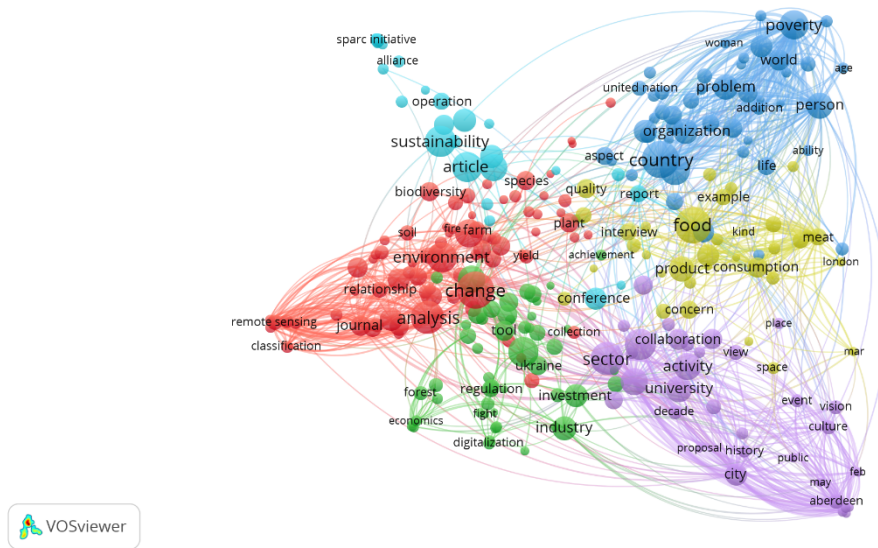 poverty
woman
sparc initiative
world
alliance
age
united nation
problem
operation
addition
person
organization
sustainability
ability
aspect
country
article
life
species
biodiversity
quality
report
example
plant
food
soil
fire
farm
interview
kind
meat
achievement
environment
yield
london
product
consumption
relationship
change
conference
concern
remote sensing
journal
analysis
place
tool
collection
collaboration
classification
view
mar
sector
ukraine
activity
space
regulation
university
forest
investment
event
vision
decade
fight
economics
industry
culture
digitalization
proposal
history
public
city
feb
may
aberdeen
VOSviewer